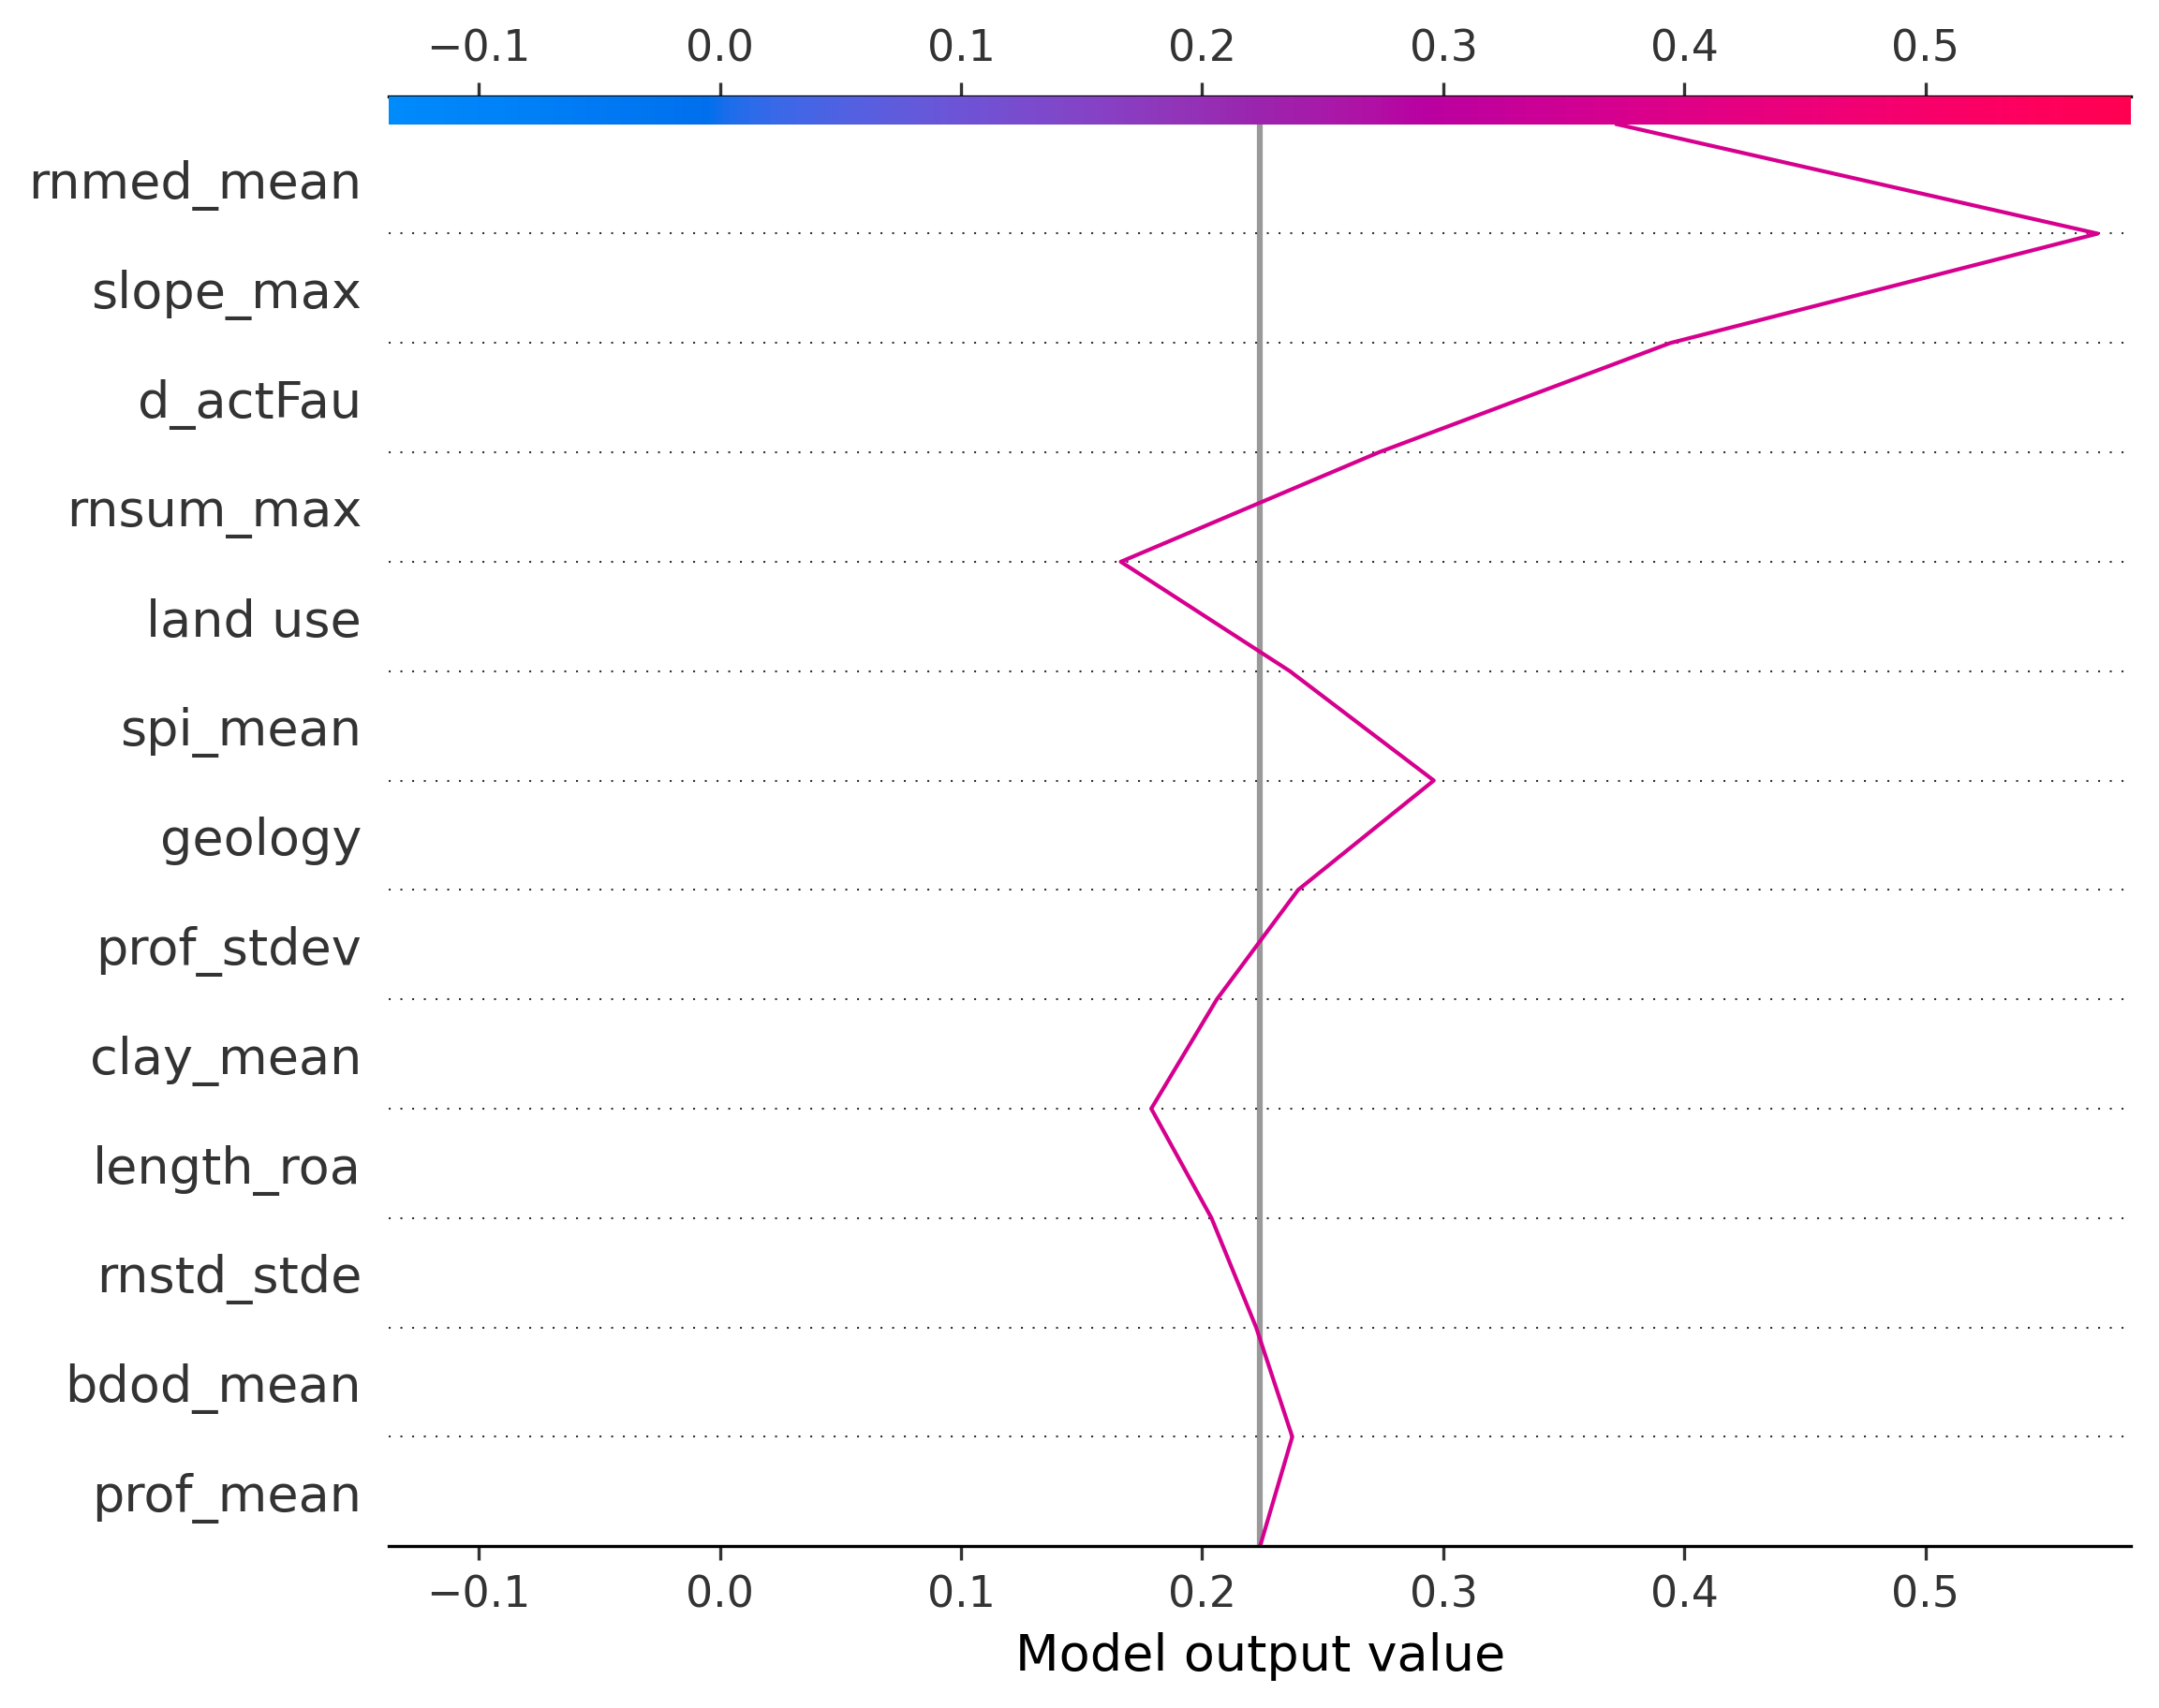 −0.1 0.0 0.1 0.2 0.3 0.4 0.5
rnmed_mean
slope_max
d_actFau
rnsum_max
land use
spi_mean
geology
prof_stdev
clay_mean
length_roa
rnstd_stde
bdod_mean
prof_mean
−0.1 0.0 0.1 0.2 0.3 0.4 0.5
Model output value